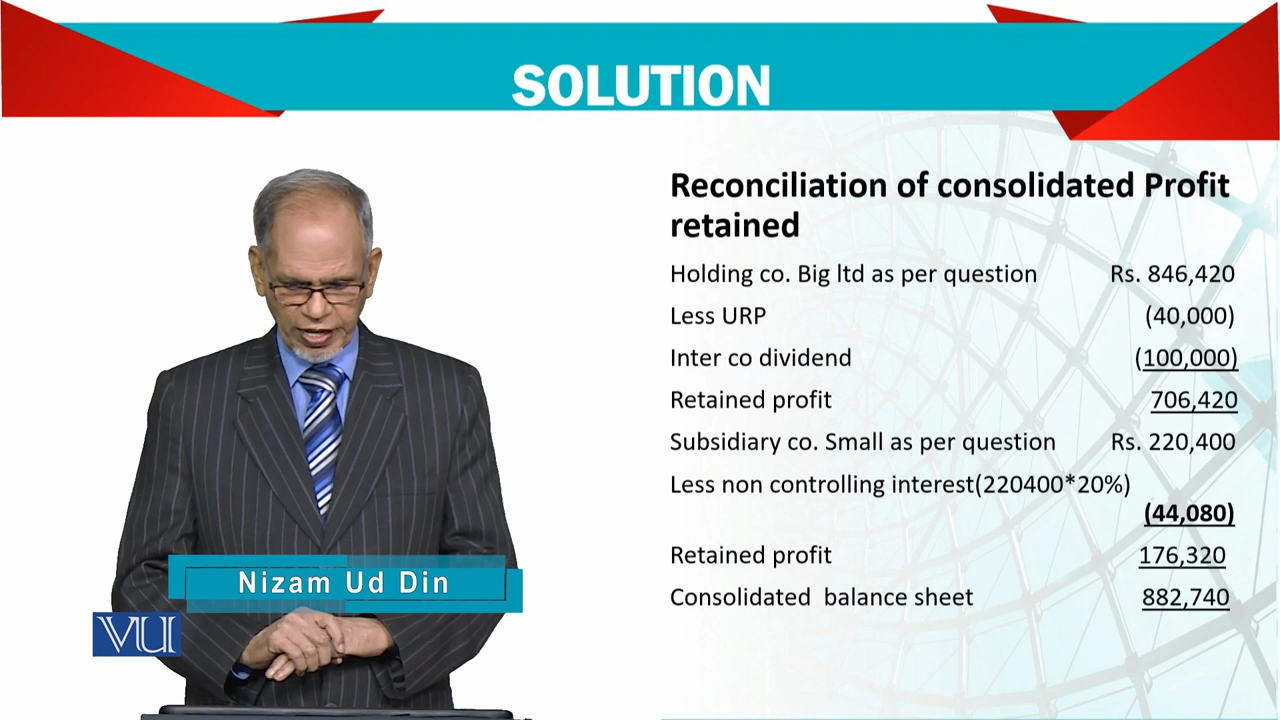 SOLUTION
Reconciliation of consolidated Profit
retained
Holding co. Big ltd as per question Rs. 846,420
Less URP (40,000)
Inter co dividend (100,000)
Retained profit 706,420
Subsidiary co. Small as per question Rs. 220,400
Less non controlling interest(220400*20%)
(44,080)
Retained profit 176,320
Consolidated balance sheet 882,740
Nizam Ud Din
VU